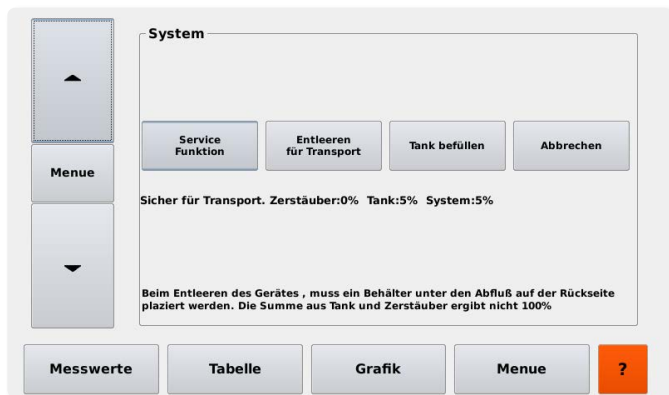 System
Service
Funktion
Entleeren
für Transport
Tank befüllen
Abbrechen
Menue
Sicher für Transport. Zerstäuber:0% Tank:5% System:5%
Beim Entleeren des Gerätes , muss ein Behälter unter den Abfluß auf der Rückseite
plaziert werden. Die Summe aus Tank und Zerstäuber ergibt nicht 100%
Messwerte
Tabelle
Grafik
Menue
?